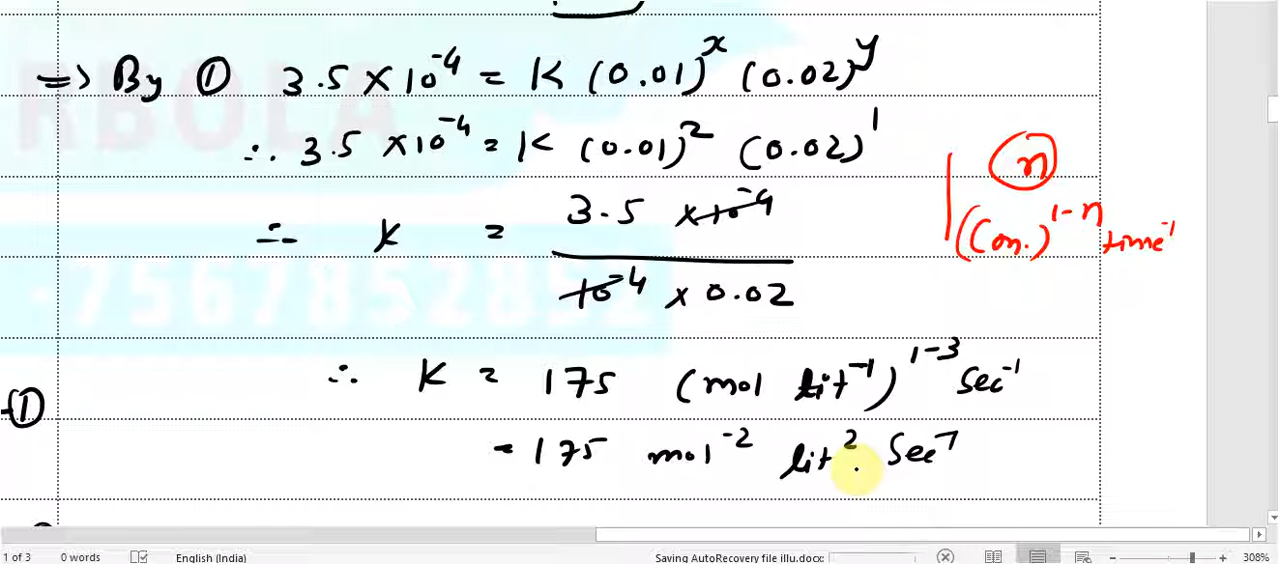 RBOLA
-7567852852
=> By ① 3.5 × 10⁻⁴ = K (0.01)ˣ (0.02)ʸ
∴ 3.5 × 10⁻⁴ = K (0.01)² (0.02)¹
n
∴ K = 3.5 × 10⁻⁴
10⁻⁴ × 0.02
(Con.)¹⁻ⁿ time⁻¹
∴ K = 175 (mol lit⁻¹)¹⁻³ Sec⁻¹
-①
= 175 mol⁻² lit². Sec⁻¹
1 of 3 0 words English (India) Saving AutoRecovery file illu.docx: 308%